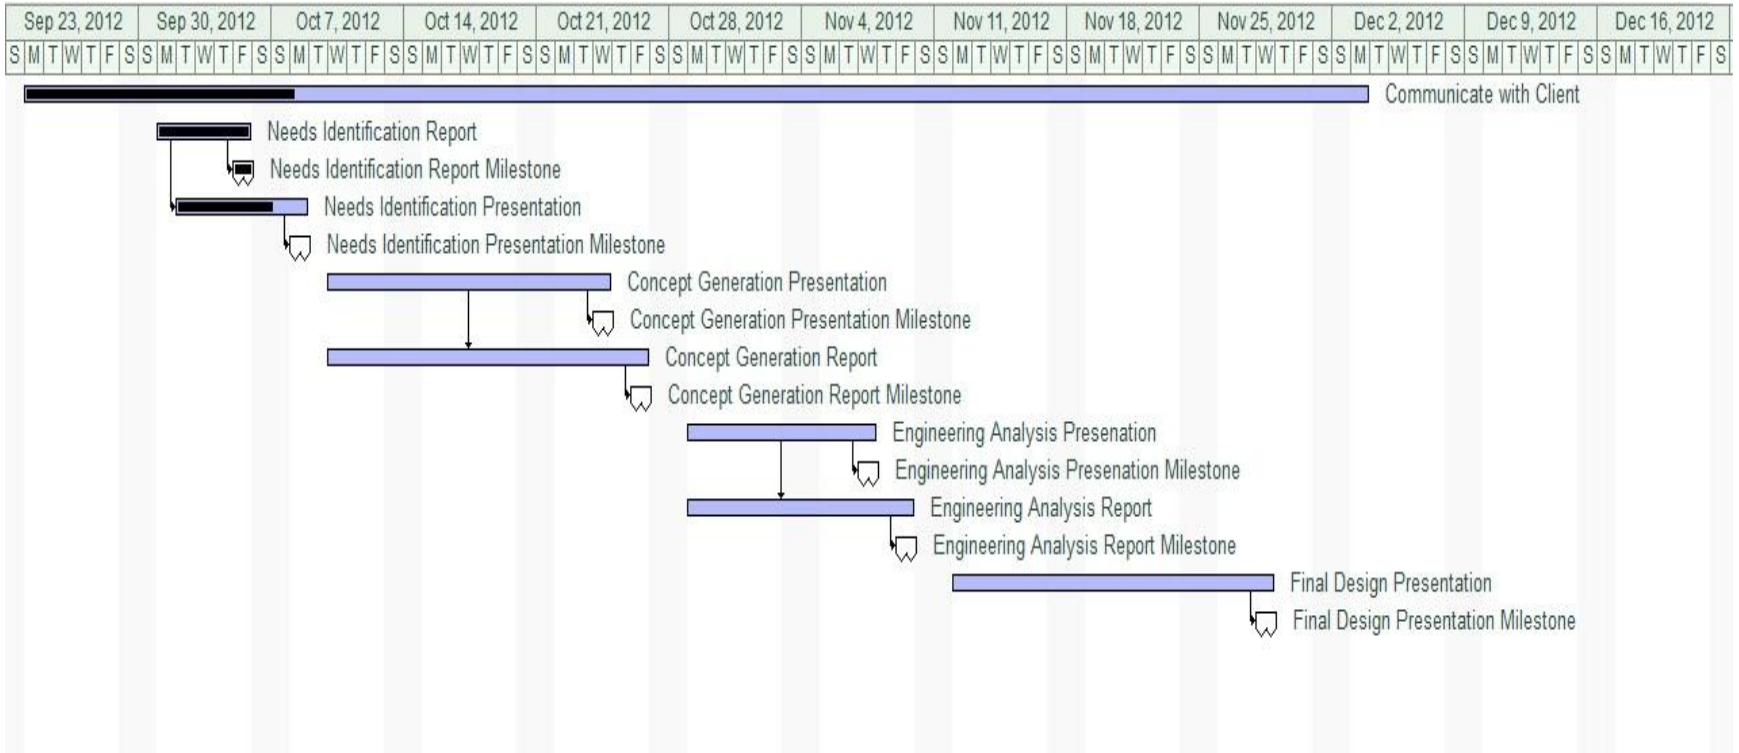 Sep 23, 2012 Sep 30, 2012 Oct 7, 2012 Oct 14, 2012 Oct 21, 2012 Oct 28, 2012 Nov 4, 2012 Nov 11, 2012 Nov 18, 2012 Nov 25, 2012 Dec 2, 2012 Dec 9, 2012 Dec 16, 2012
S M T W T F S S M T W T F S S M T W T F S S M T W T F S S M T W T F S S M T W T F S S M T W T F S S M T W T F S S M T W T F S S M T W T F S S M T W T F S S M T W T F S S M T W T F S
Communicate with Client
Needs Identification Report
Needs Identification Report Milestone
Needs Identification Presentation
Needs Identification Presentation Milestone
Concept Generation Presentation
Concept Generation Presentation Milestone
Concept Generation Report
Concept Generation Report Milestone
Engineering Analysis Presenation
Engineering Analysis Presenation Milestone
Engineering Analysis Report
Engineering Analysis Report Milestone
Final Design Presentation
Final Design Presentation Milestone